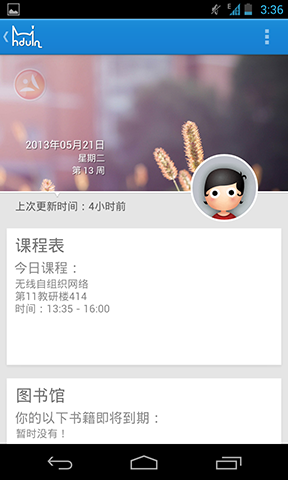 3:36
hduin
2013年05月21日
星期二
第 13 周
上次更新时间：4小时前
课程表
今日课程：
无线自组织网络
第11教研楼414
时间：13:35 - 16:00
图书馆
你的以下书籍即将到期：
暂时没有！